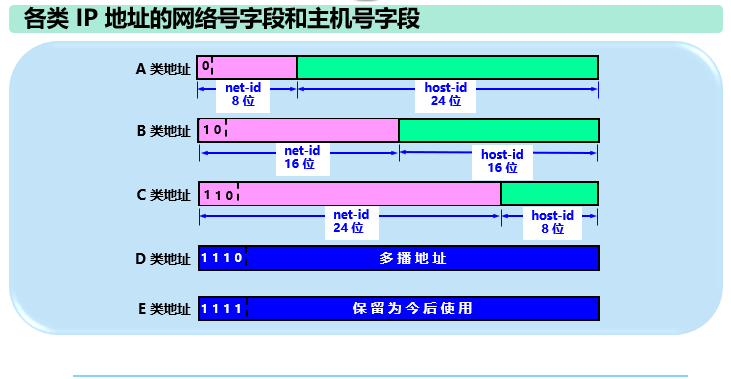 各类 IP 地址的网络号字段和主机号字段
A 类地址
0
net-id
8 位
host-id
24 位
B 类地址
1 0
net-id
16 位
host-id
16 位
C 类地址
1 1 0
net-id
24 位
host-id
8 位
D 类地址
1 1 1 0
多播地址
E 类地址
1 1 1 1
保留为今后使用